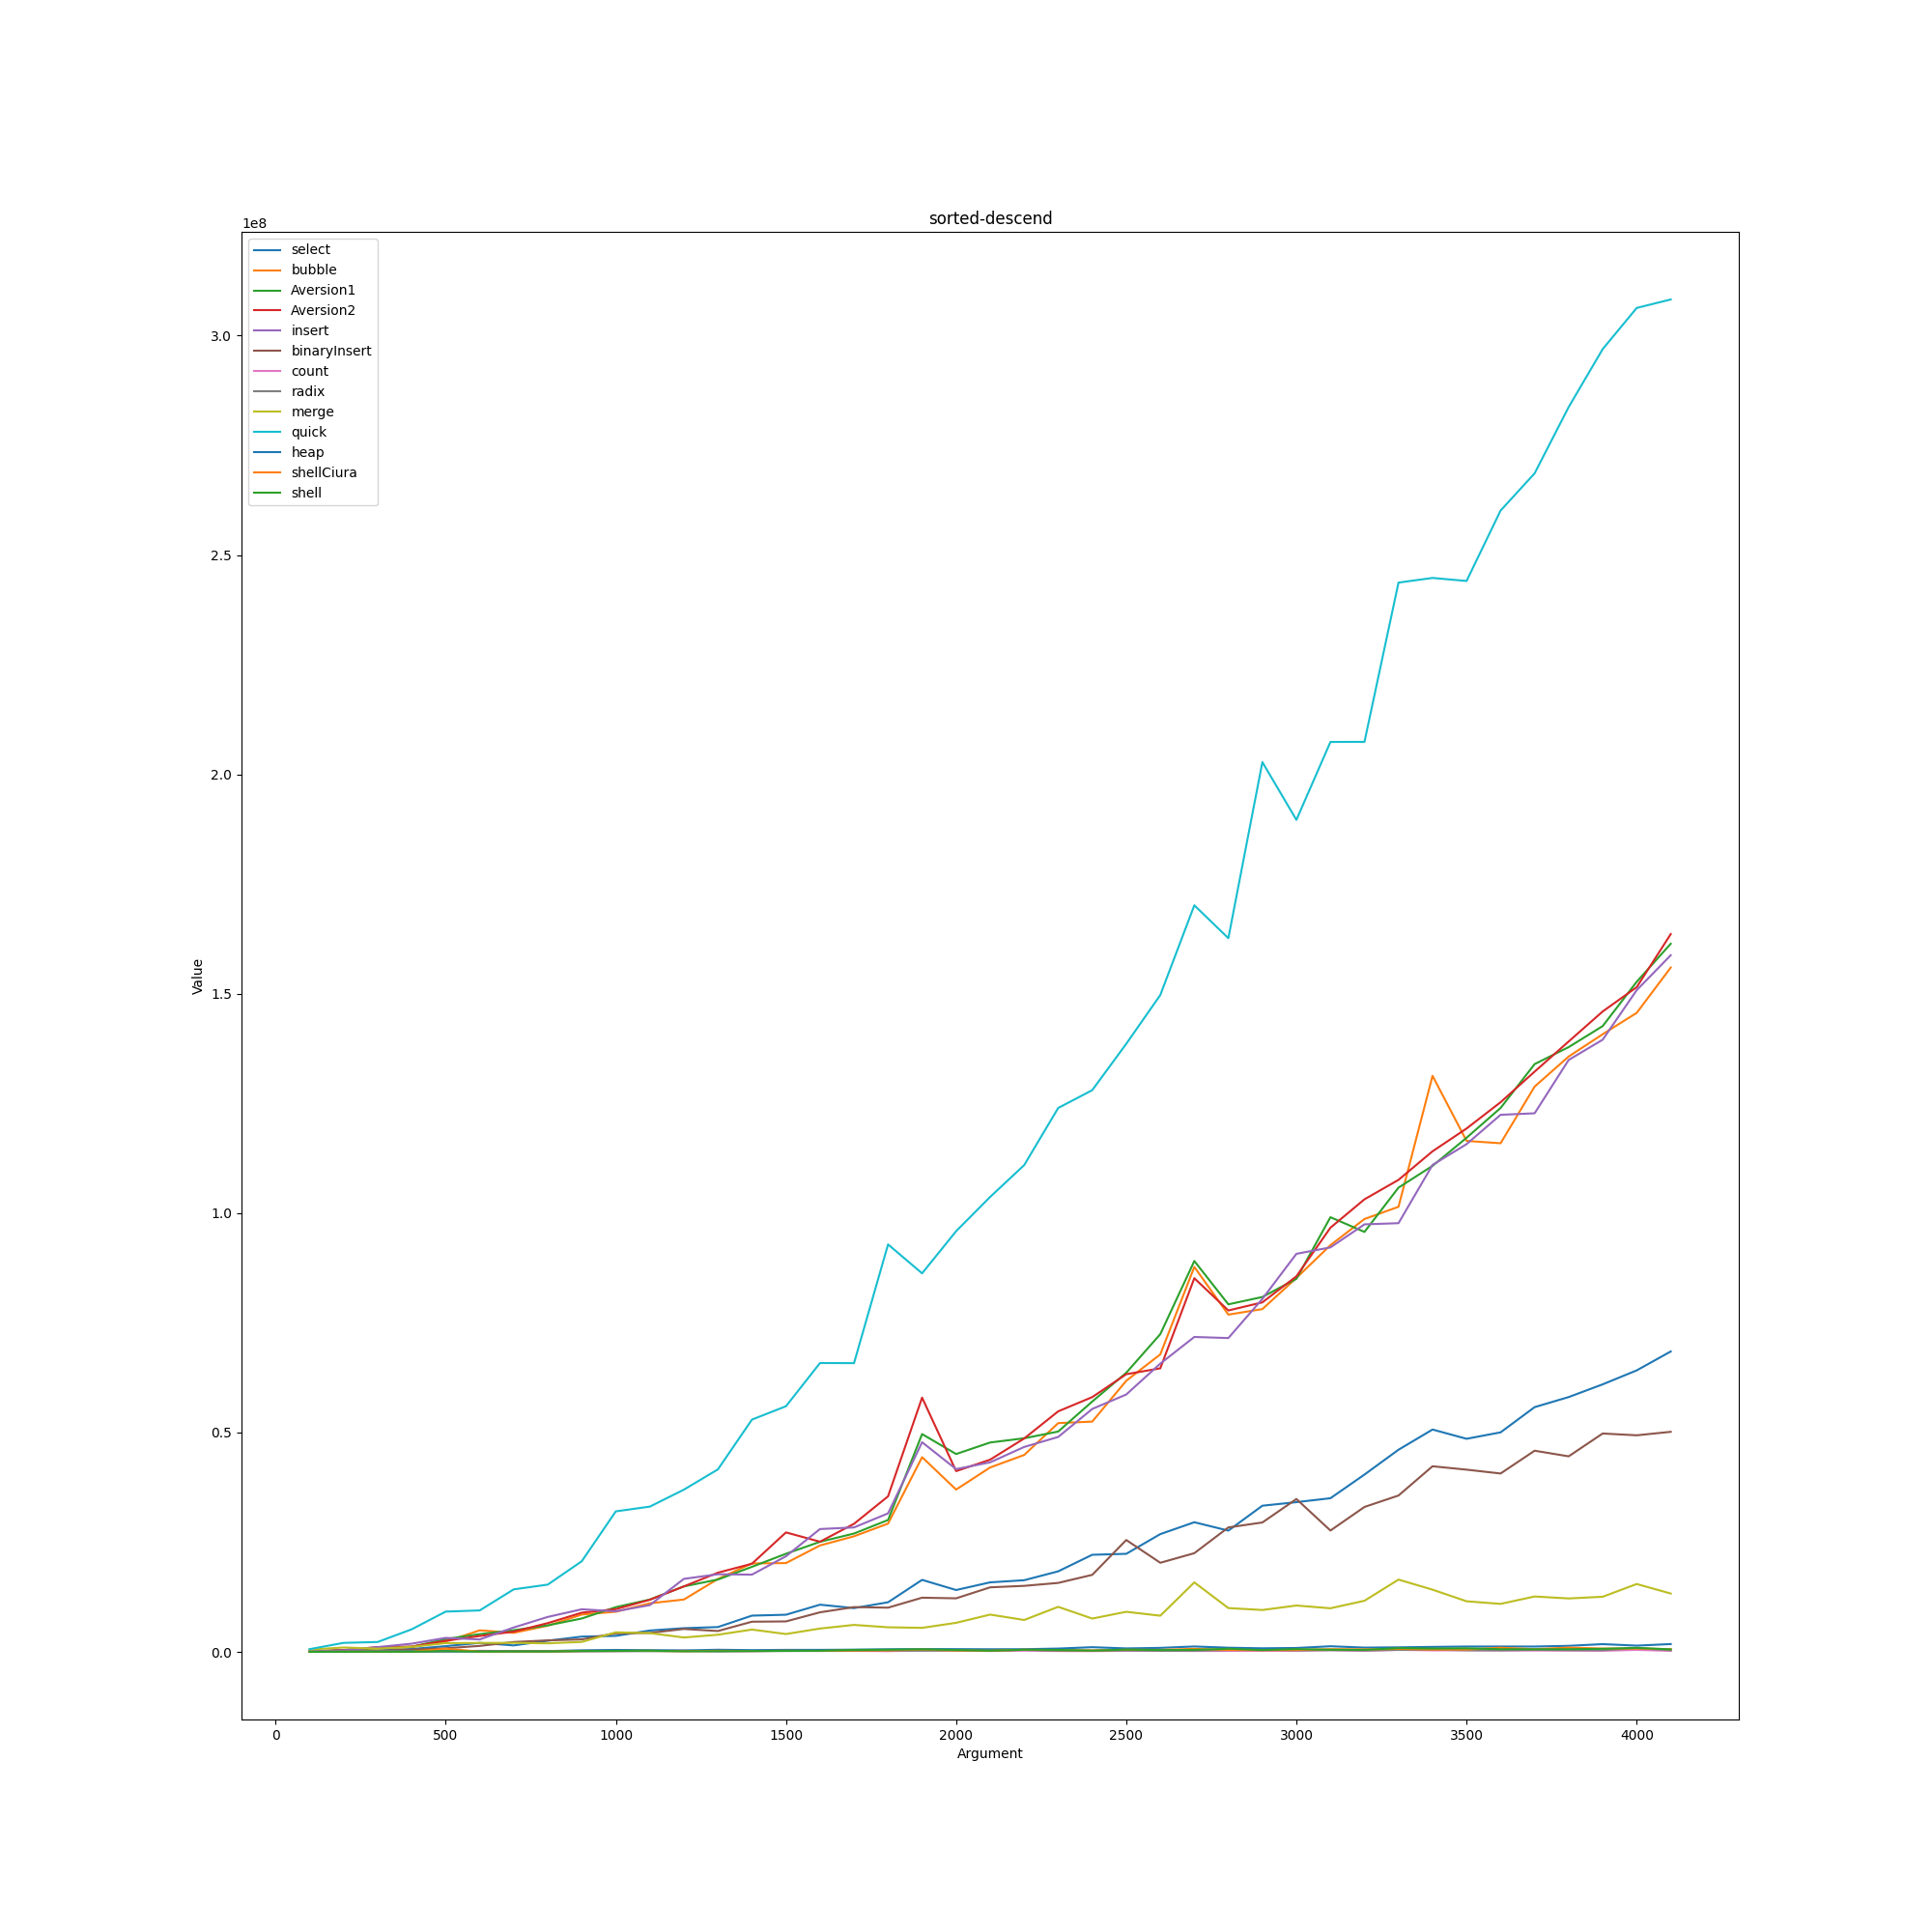 sorted-descend
1e8
select
bubble
Aversion1
Aversion2
insert
binaryInsert
count
radix
merge
quick
heap
shellCiura
shell
3.0
2.5
2.0
1.5
1.0
0.5
0.0
Value
0 500 1000 1500 2000 2500 3000 3500 4000
Argument